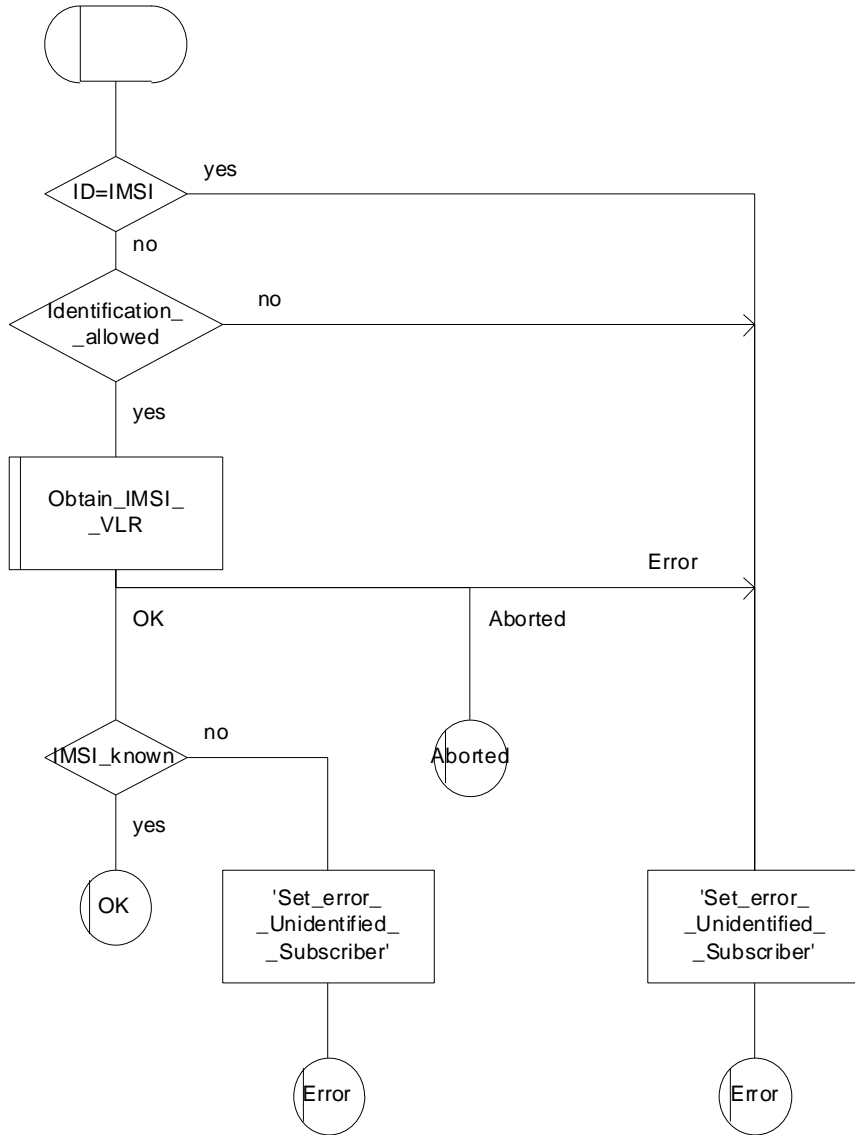 yes
ID=IMSI
no
Identification_
_allowed
no
yes
Obtain_IMSI_
_VLR
Error
OK
Aborted
IMSI_known
no
Aborted
yes
OK
'Set_error_
_Unidentified_
_Subscriber'
'Set_error_
_Unidentified_
_Subscriber'
Error
Error